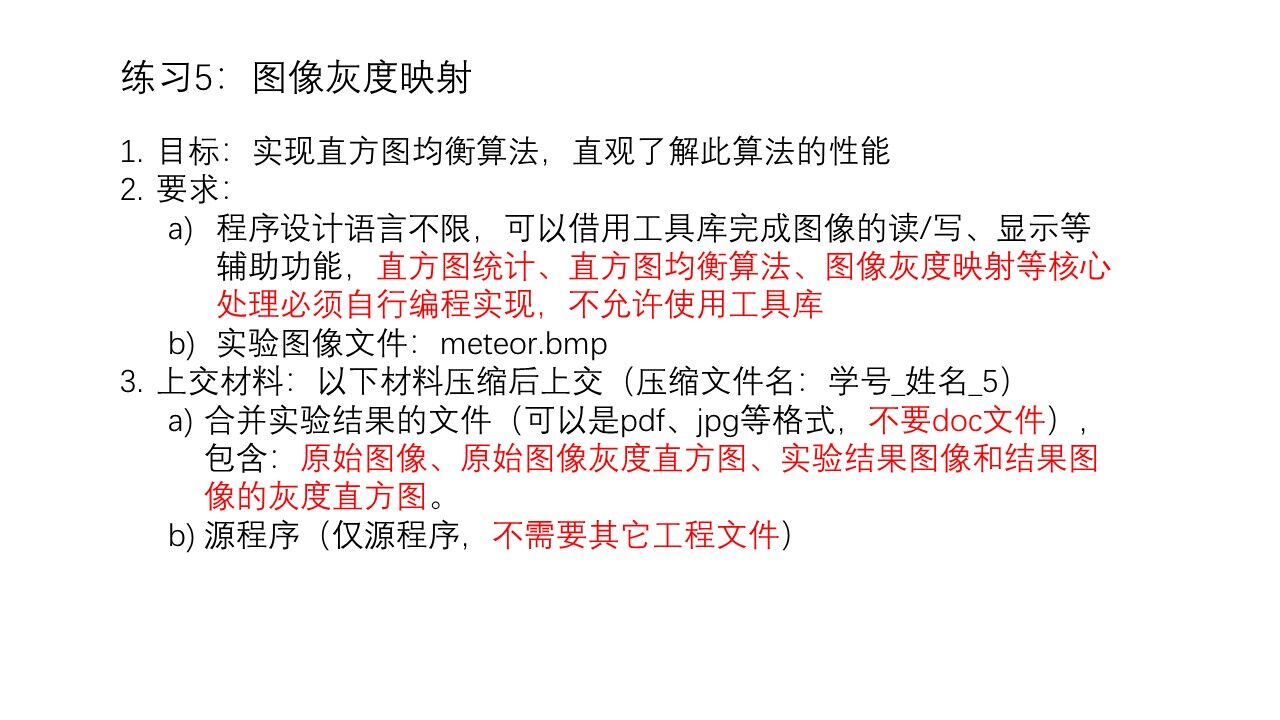 练习5：图像灰度映射
1. 目标：实现直方图均衡算法，直观了解此算法的性能
2. 要求：
a) 程序设计语言不限，可以借用工具库完成图像的读/写、显示等
辅助功能，直方图统计、直方图均衡算法、图像灰度映射等核心
处理必须自行编程实现，不允许使用工具库
b) 实验图像文件：meteor.bmp
3. 上交材料：以下材料压缩后上交（压缩文件名：学号_姓名_5）
a) 合并实验结果的文件（可以是pdf、jpg等格式，不要doc文件），
包含：原始图像、原始图像灰度直方图、实验结果图像和结果图
像的灰度直方图。
b) 源程序（仅源程序，不需要其它工程文件）